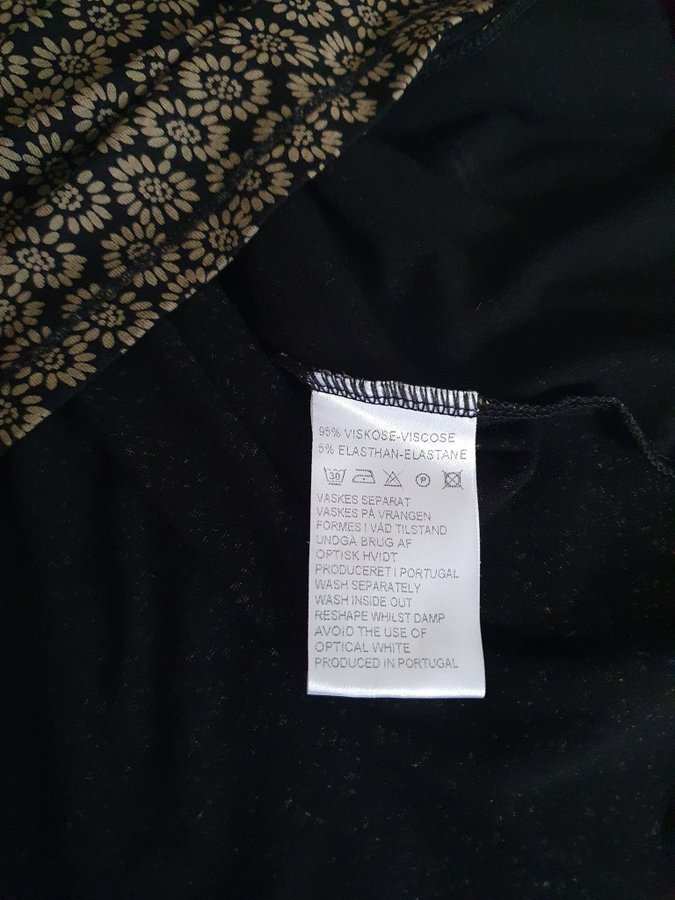 95% VISKOSE-VISCOSE
5% ELASTHAN-ELASTANE
30 P
VASKES SEPARAT
VASKES PÅ VRANGEN
FORMES I VÅD TILSTAND
UNDGÅ BRUG AF
OPTISK HVIDT
PRODUCERET I PORTUGAL
WASH SEPARATELY
WASH INSIDE OUT
RESHAPE WHILST DAMP
AVOID THE USE OF
OPTICAL WHITE
PRODUCED IN PORTUGAL